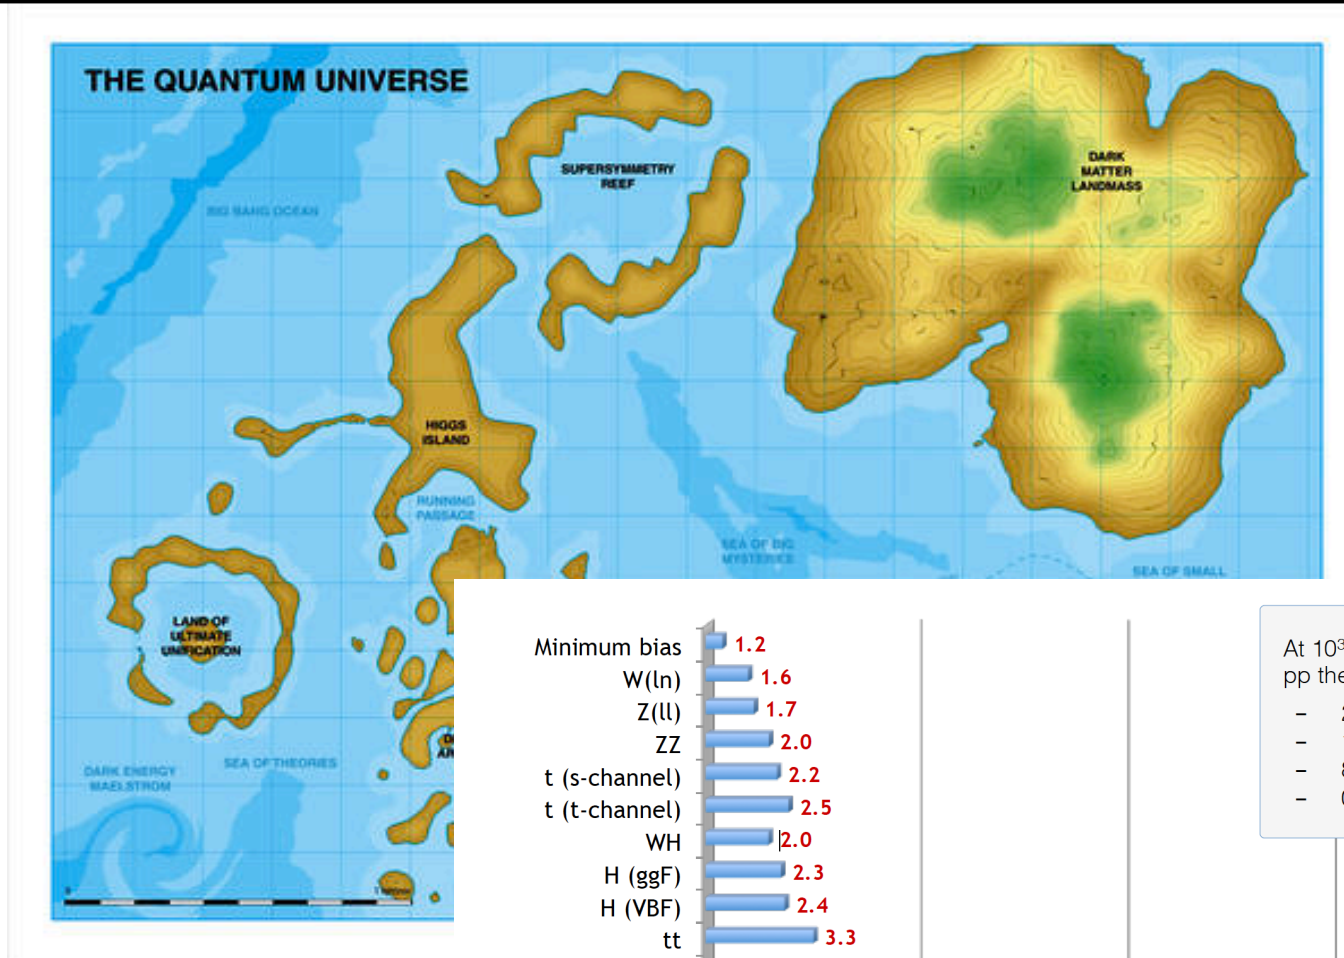 THE QUANTUM UNIVERSE
SUPERSYMMETRY
REEF
DARK
MATTER
LANDMASS
BIG BANG OCEAN
HIGGS
ISLAND
RUNNING
PASSAGE
SEA OF BIG
MYSTERIES
SEA OF SMALL
LAND OF
ULTIMATE
UNIFICATION
SEA OF THEORIES
DARK ENERGY
MAELSTROM
0
Minimum bias 1.2
W(ln) 1.6
Z(ll) 1.7
ZZ 2.0
t (s-channel) 2.2
t (t-channel) 2.5
WH 2.0
H (ggF) 2.3
H (VBF) 2.4
tt 3.3
At 10³
pp the
–
–
–
–